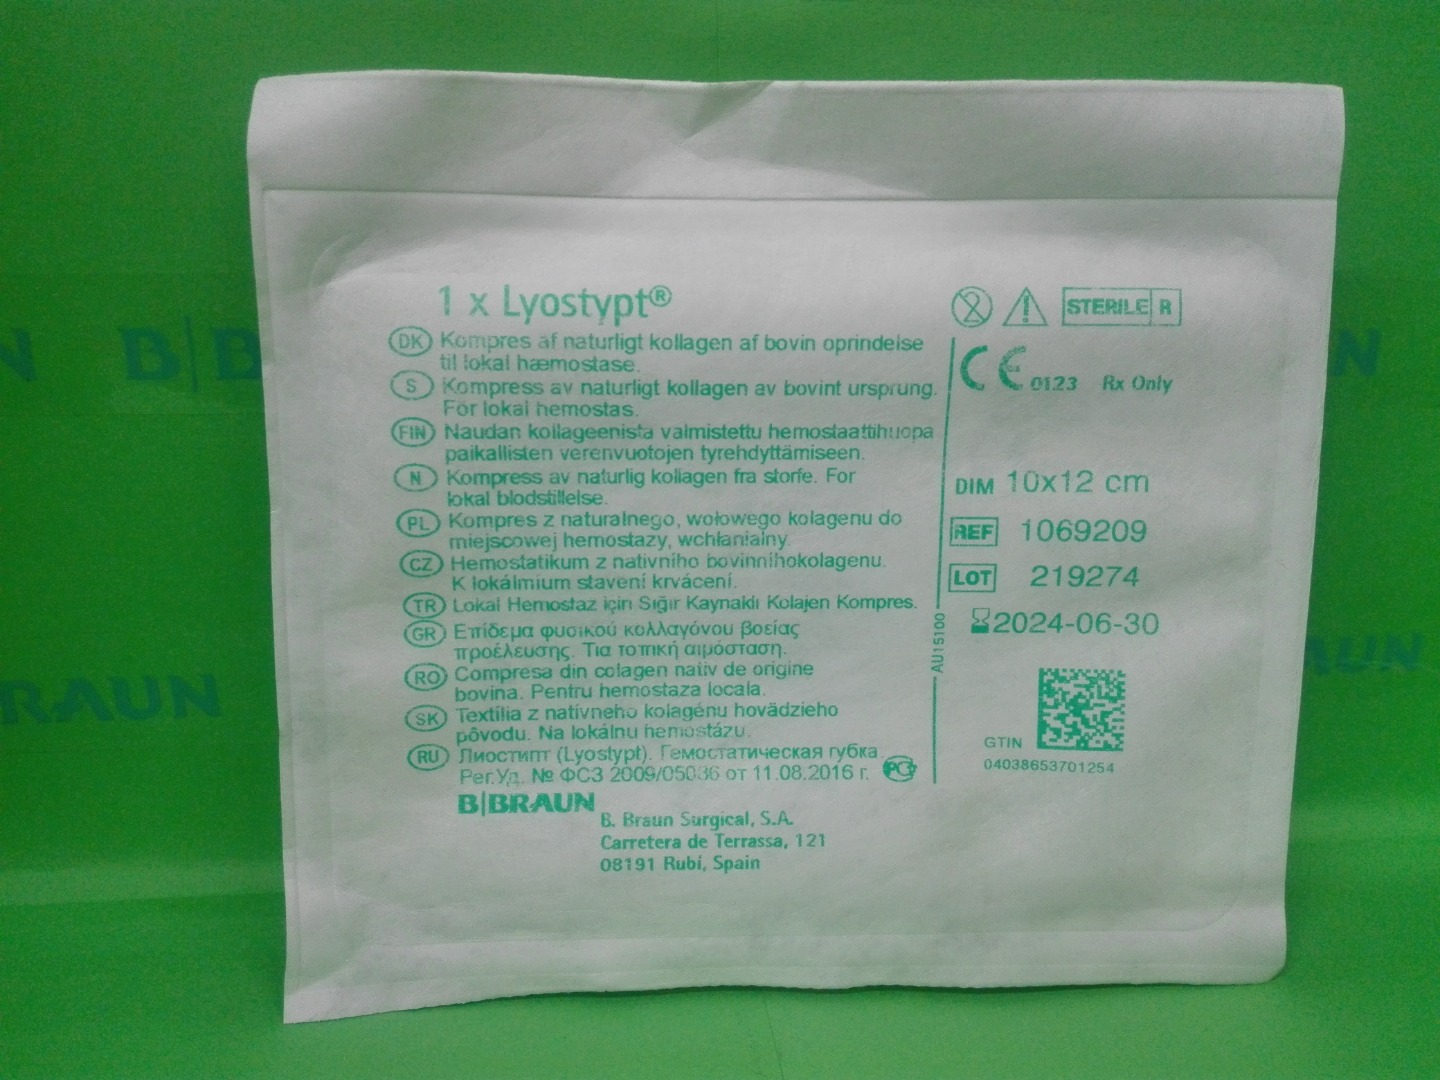 1 x Lyostypt®
DK Kompres af naturligt kollagen af bovin oprindelse
til lokal hæmostase.
S Kompress av naturligt kollagen av bovint ursprung.
För lokal hemostas.
FIN Naudan kollageenista valmistettu hemostaattihuopa
paikallisten verenvuotojen tyrehdyttämiseen.
N Kompress av naturlig kollagen fra storfe. For
lokal blodstillelse.
PL Kompres z naturalnego, wołowego kolagenu do
miejscowej hemostazy, wchłanialny.
CZ Hemostatikum z nativního bovinnihokolagenu.
K lokálmium stavení krvácení.
TR Lokal Hemostaz için Sığır Kaynaklı Kolajen Kompres.
GR Επίδεμα φυσικού κολλαγόνου βοείας
προέλευσης. Τια τοπική αιμόσταση.
RO Compresa din colagen nativ de origine
bovina. Pentru hemostaza locala.
SK Textília z natívneho kolagénu hovädzieho
pôvodu. Na lokálnu hemostázu.
RU Лиостипт (Lyostypt). Гемостатическая губка.
Рег.Уд. № ФСЗ 2009/05036 от 11.08.2016 г. РСТ
B|BRAUN
B. Braun Surgical, S.A.
Carretera de Terrassa, 121
08191 Rubí, Spain
AU15100
2
STERILE R
CE 0123 Rx Only
DIM 10x12 cm
REF 1069209
LOT 219274
2024-06-30
GTIN
04038653701254
B|B
RAUN
N
BRAUN
AUN